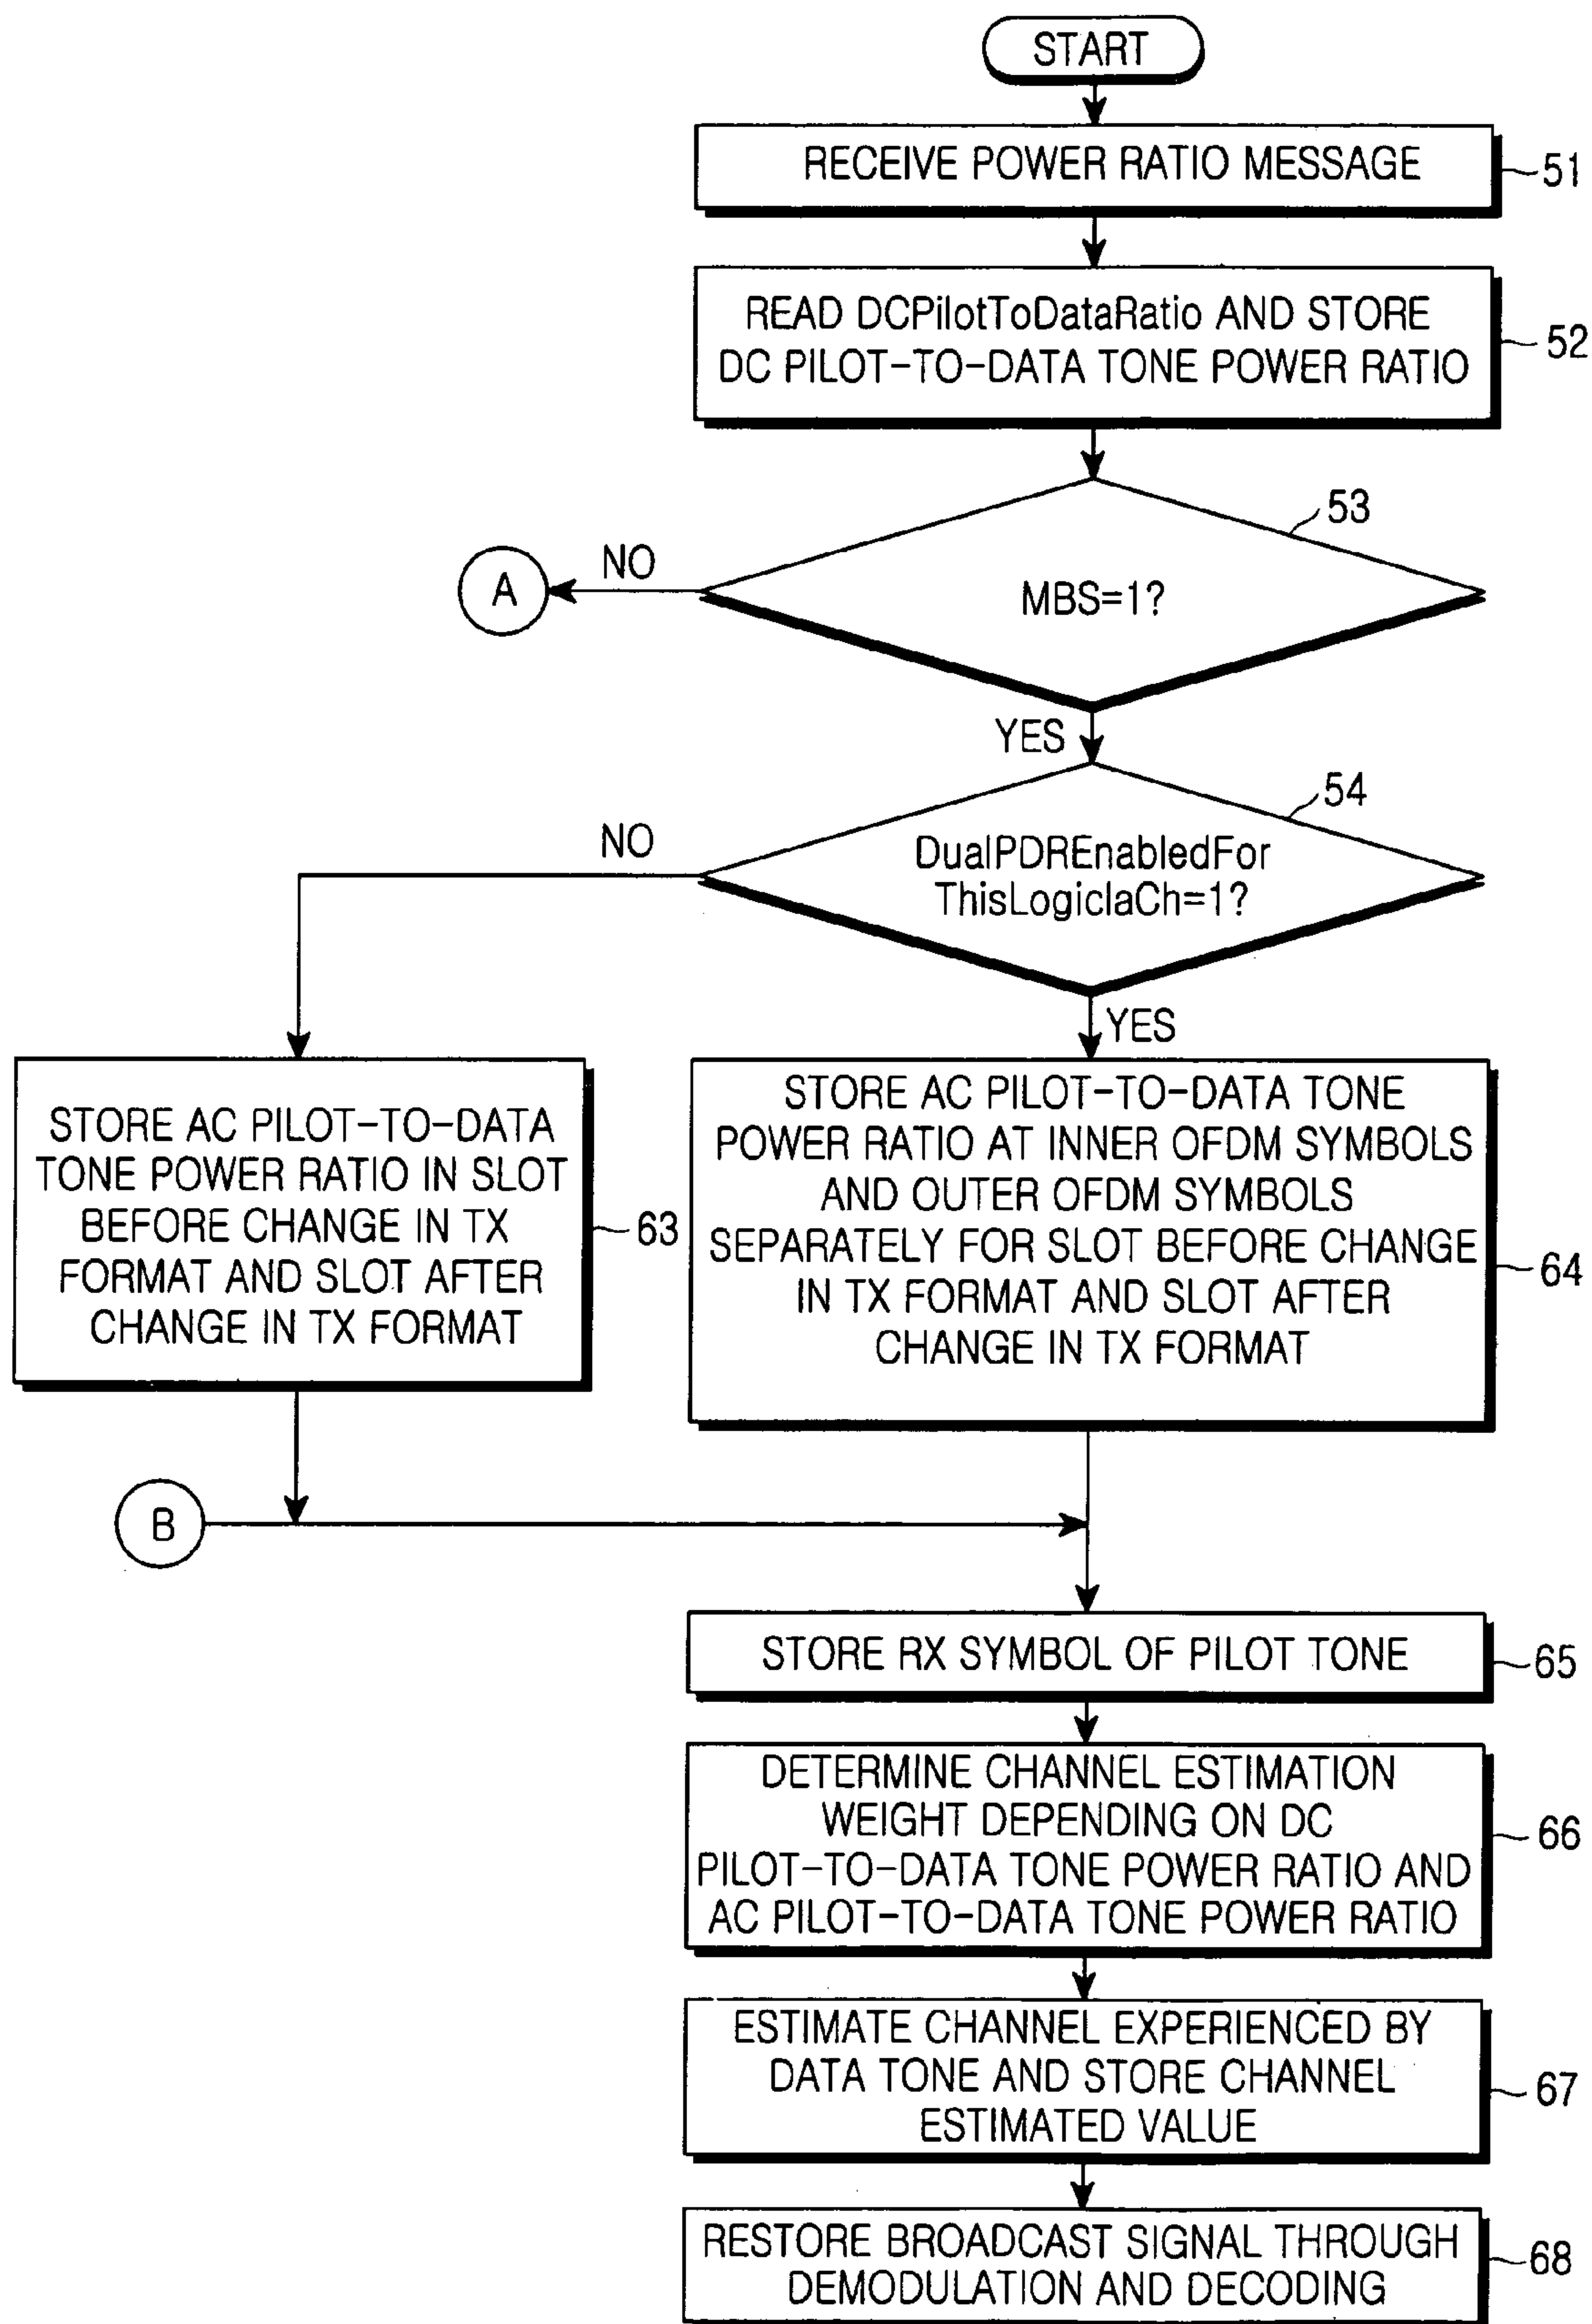 START
RECEIVE POWER RATIO MESSAGE
51
READ DCPilotToDataRatio AND STORE
DC PILOT-TO-DATA TONE POWER RATIO
52
53
MBS=1?
NO
A
YES
54
DualPDREnabledFor
ThisLogiclaCh=1?
NO
YES
STORE AC PILOT-TO-DATA
TONE POWER RATIO IN SLOT
BEFORE CHANGE IN TX
FORMAT AND SLOT AFTER
CHANGE IN TX FORMAT
63
STORE AC PILOT-TO-DATA TONE
POWER RATIO AT INNER OFDM SYMBOLS
AND OUTER OFDM SYMBOLS
SEPARATELY FOR SLOT BEFORE CHANGE
IN TX FORMAT AND SLOT AFTER
CHANGE IN TX FORMAT
64
B
STORE RX SYMBOL OF PILOT TONE
65
DETERMINE CHANNEL ESTIMATION
WEIGHT DEPENDING ON DC
PILOT-TO-DATA TONE POWER RATIO AND
AC PILOT-TO-DATA TONE POWER RATIO
66
ESTIMATE CHANNEL EXPERIENCED BY
DATA TONE AND STORE CHANNEL
ESTIMATED VALUE
67
RESTORE BROADCAST SIGNAL THROUGH
DEMODULATION AND DECODING
68